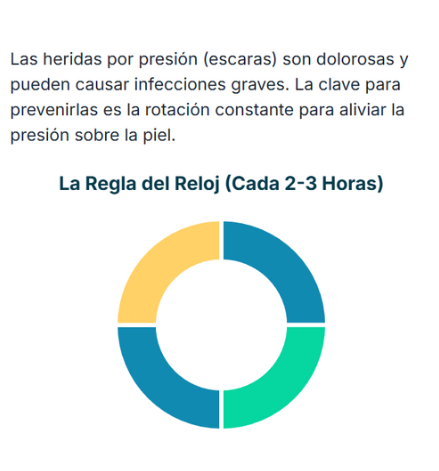 Las heridas por presión (escaras) son dolorosas y
pueden causar infecciones graves. La clave para
prevenirlas es la rotación constante para aliviar la
presión sobre la piel.
La Regla del Reloj (Cada 2-3 Horas)